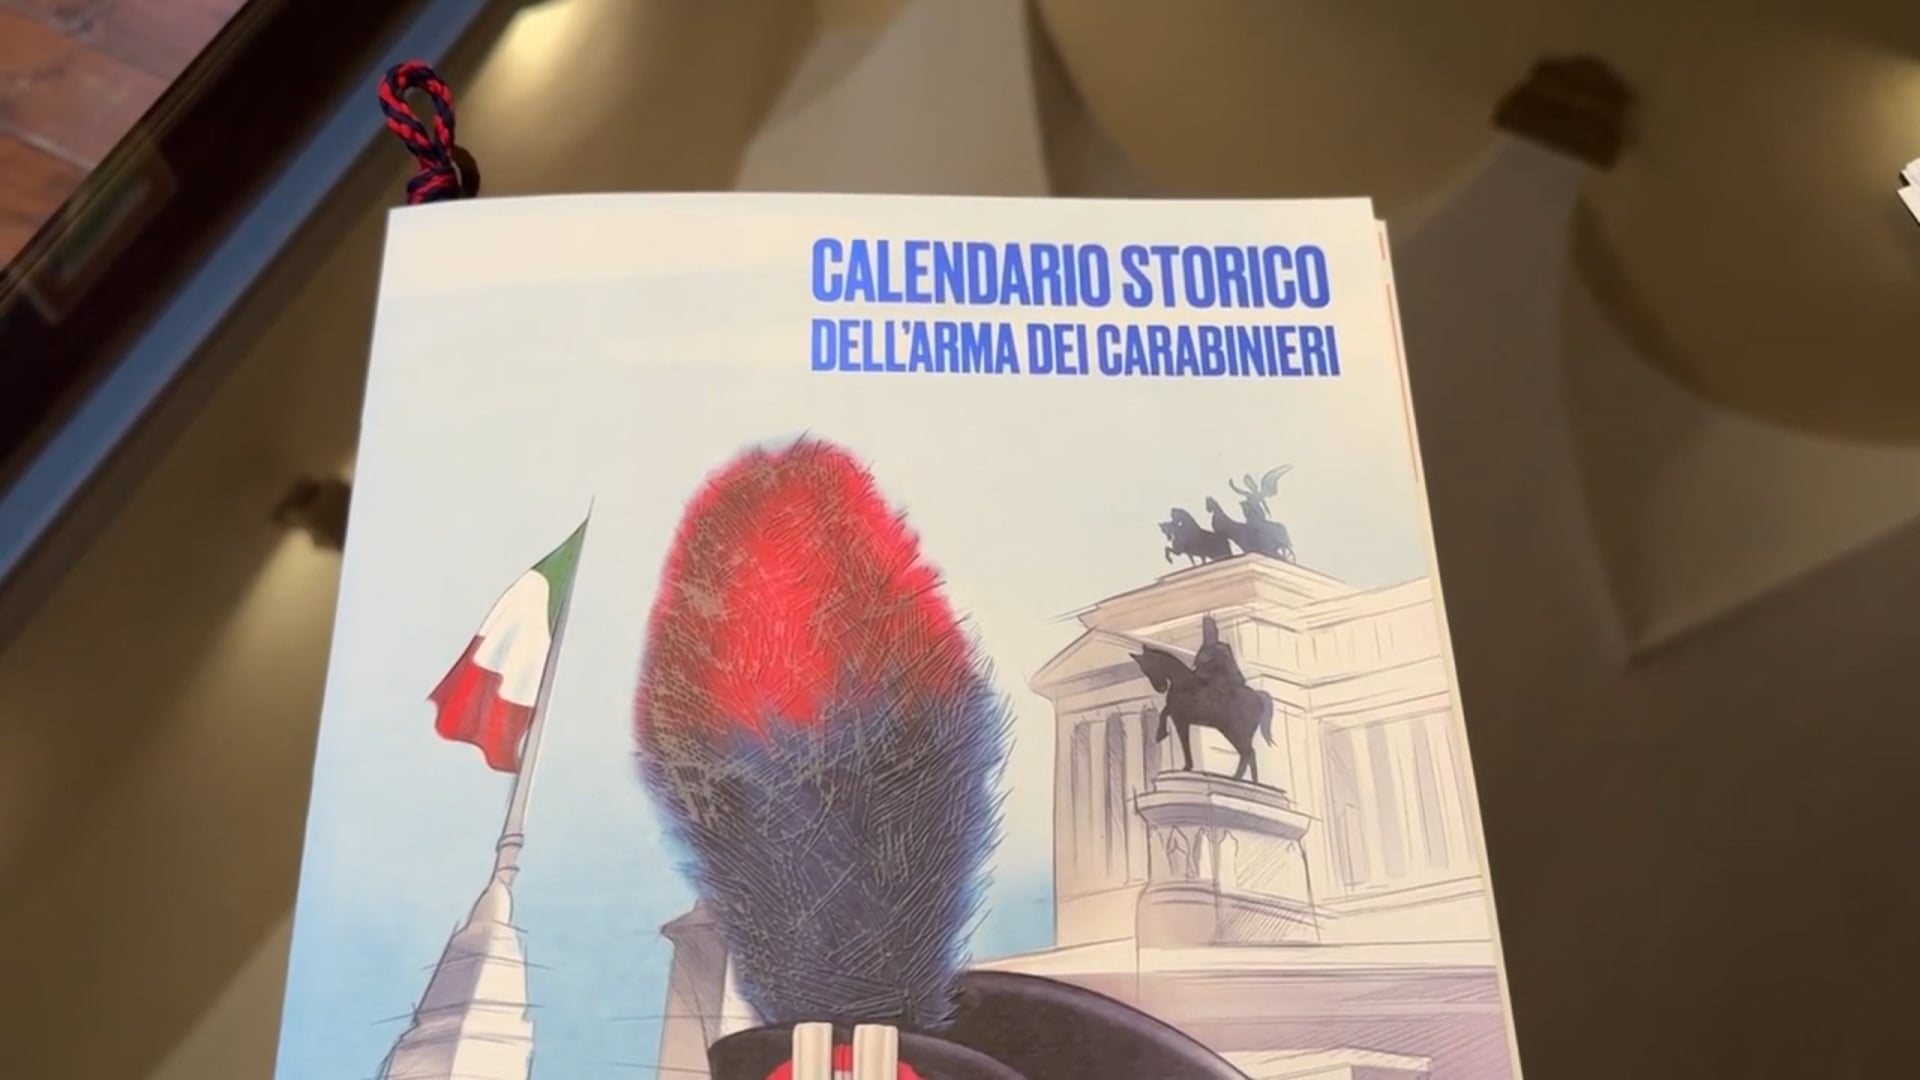 CALENDARIO STORICO
DELL'ARMA DEI CARABINIERI